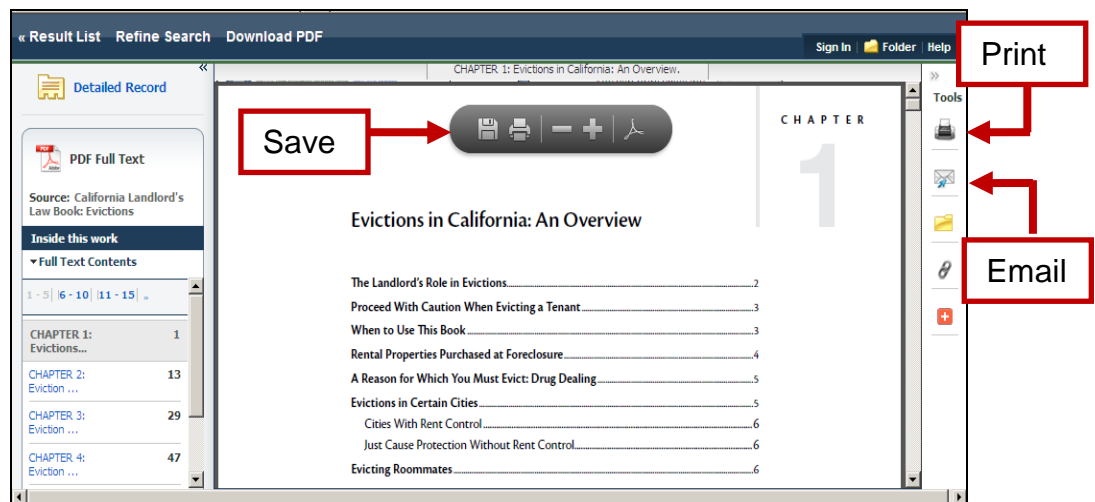 « Result List Refine Search Download PDF
Sign In Folder Help
Print
«
Detailed Record
CHAPTER 1: Evictions in California: An Overview.
»
Tools
Save
CHAPTER
1
PDF
Adobe
PDF Full Text
Source: California Landlord's
Law Book: Evictions
Inside this work
Full Text Contents
1 - 5| |6 - 10| |11 - 15| »
CHAPTER 1: 1
Evictions...
CHAPTER 2: 13
Eviction ...
CHAPTER 3: 29
Eviction ...
CHAPTER 4: 47
Eviction ...
Evictions in California: An Overview
The Landlord's Role in Evictions 2
Proceed With Caution When Evicting a Tenant 3
When to Use This Book 3
Rental Properties Purchased at Foreclosure 4
A Reason for Which You Must Evict: Drug Dealing 5
Evictions in Certain Cities 5
Cities With Rent Control 6
Just Cause Protection Without Rent Control 6
Evicting Roommates 6
Email